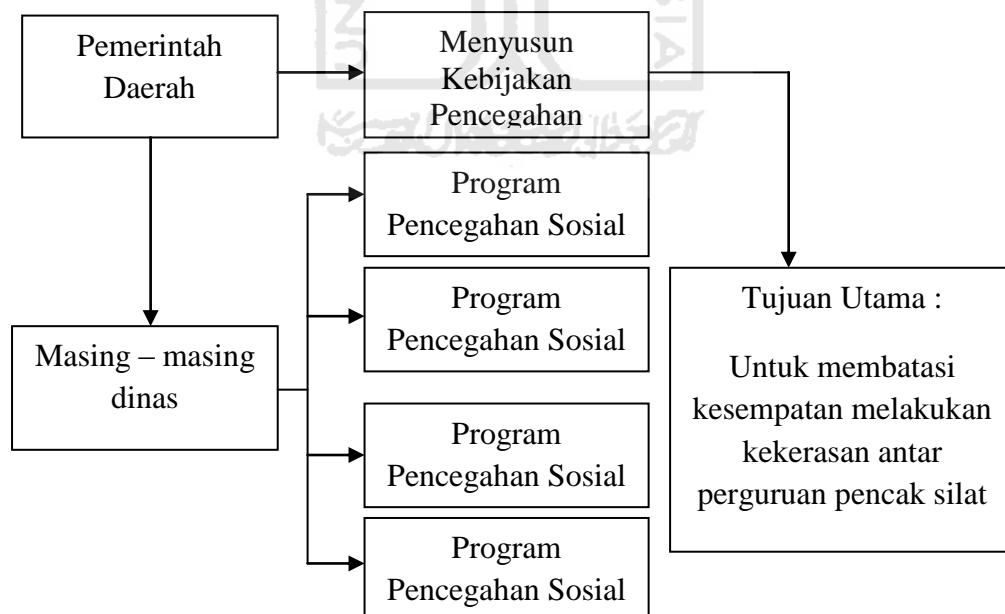 Pemerintah
Daerah
Menyusun
Kebijakan
Pencegahan
Program
Pencegahan Sosial
Program
Pencegahan Sosial
Masing – masing
dinas
Tujuan Utama :
Untuk membatasi
kesempatan melakukan
kekerasan antar
perguruan pencak silat
Program
Pencegahan Sosial
Program
Pencegahan Sosial